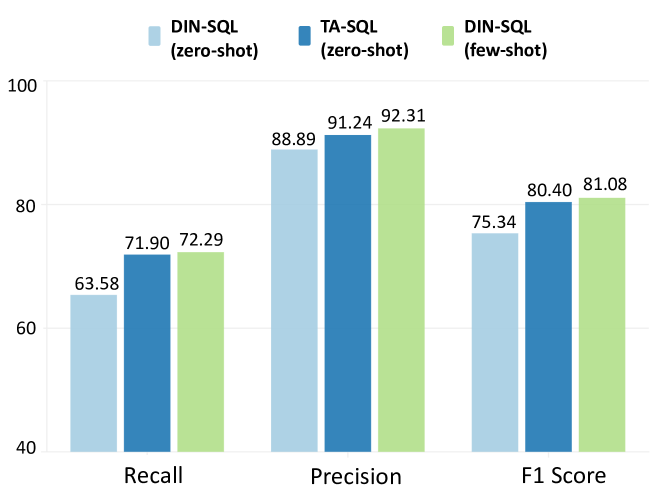 DIN-SQL TA-SQL DIN-SQL
(zero-shot) (zero-shot) (few-shot)
100
88.89 91.24 92.31
80
75.34 80.40 81.08
63.58 71.90 72.29
60
40
Recall Precision F1 Score